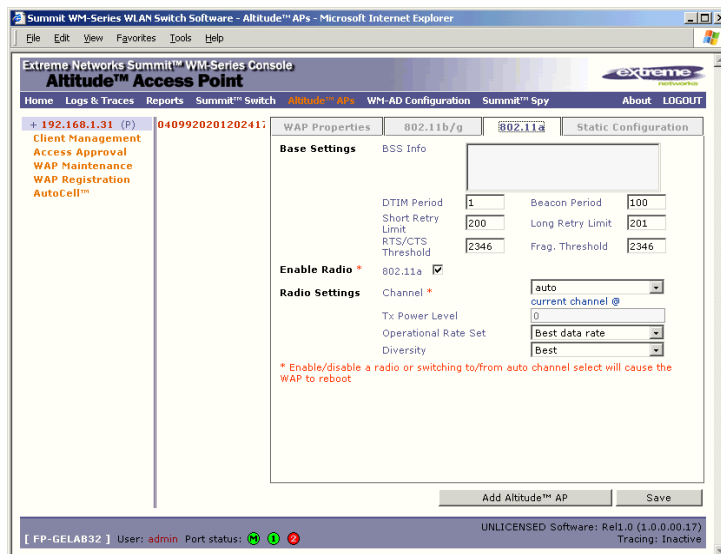 Summit WM-Series WLAN Switch Software - Altitude™ APs - Microsoft Internet Explorer
File Edit View Favorites Tools Help
Extreme Networks Summit™ WM-Series Console
Altitude™ Access Point
extreme
networks
Home Logs & Traces Reports Summit™ Switch Altitude™ APs WM-AD Configuration Summit™ Spy About LOGOUT
+ 192.168.1.31 (P)
Client Management
Access Approval
WAP Maintenance
WAP Registration
AutoCell™
0409920201202417
WAP Properties 802.11b/g 802.11a Static Configuration
Base Settings BSS Info
DTIM Period 1 Beacon Period 100
Short Retry Limit 200 Long Retry Limit 201
RTS/CTS Threshold 2346 Frag. Threshold 2346
Enable Radio * 802.11a
Radio Settings Channel * auto
current channel @
Tx Power Level 0
Operational Rate Set Best data rate
Diversity Best
* Enable/disable a radio or switching to/from auto channel select will cause the
WAP to reboot
Add Altitude™ AP Save
[ FP-GELAB32 ] User: admin Port status: M 1 2
UNLICENSED Software: Rel1.0 (1.0.0.00.17)
Tracing: Inactive